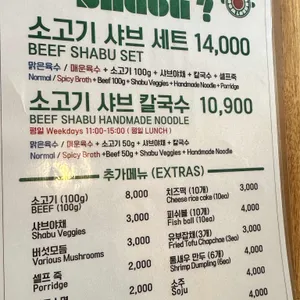 Shabu?
소고기 샤브 세트 14,000
BEEF SHABU SET
맑은육수 / 매운육수 + 소고기 100g + 샤브야채 + 칼국수 + 셀프죽
Normal / Spicy Broth + Beef 100g + Shabu Veggies + Handmade Noodle + Porridge
소고기 샤브 칼국수 10,900
BEEF SHABU HANDMADE NOODLE
평일 Weekdays 11:00-15:00 ( 평일 LUNCH )
맑은육수 / 매운육수 + 소고기 50g + 샤브야채 + 칼국수
Normal / Spicy Broth + Beef 50g + Shabu Veggies + Handmade Noodle
추가메뉴 (EXTRAS)
소고기 (100g) 8,000
BEEF (100g)
샤브야채 3,000
Shabu Veggies
버섯모듬 4,000
Various Mushrooms
셀프 죽 2,000
Porridge
치즈떡 (10개) 3,000
Cheese rice cake (10ea)
피쉬볼 (10개) 4,000
Fish ball (10ea)
유부잡채(3개) 3,000
Fried Tofu Chapchae (3ea)
통새우 만두 (6개) 4,000
Shrimp Dumpling (6ea)
소주 4,000
Soju